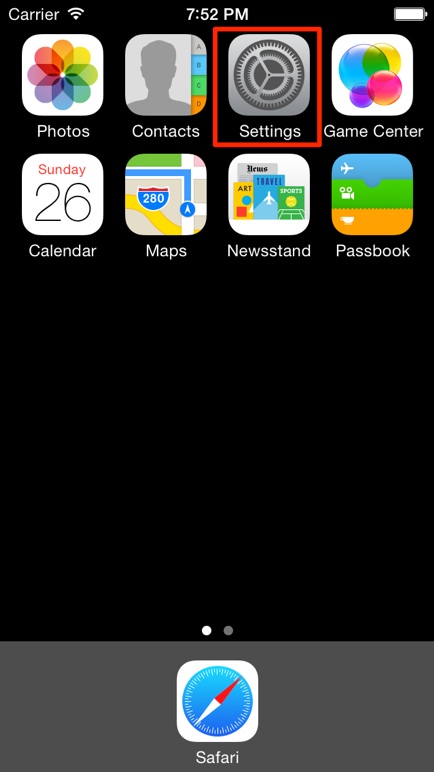 Carrier 7:52 PM
A
B
C
D
Photos Contacts Settings Game Center
Sunday
26
280
News
ART TRAVEL SPORTS
Calendar Maps Newsstand Passbook
Safari